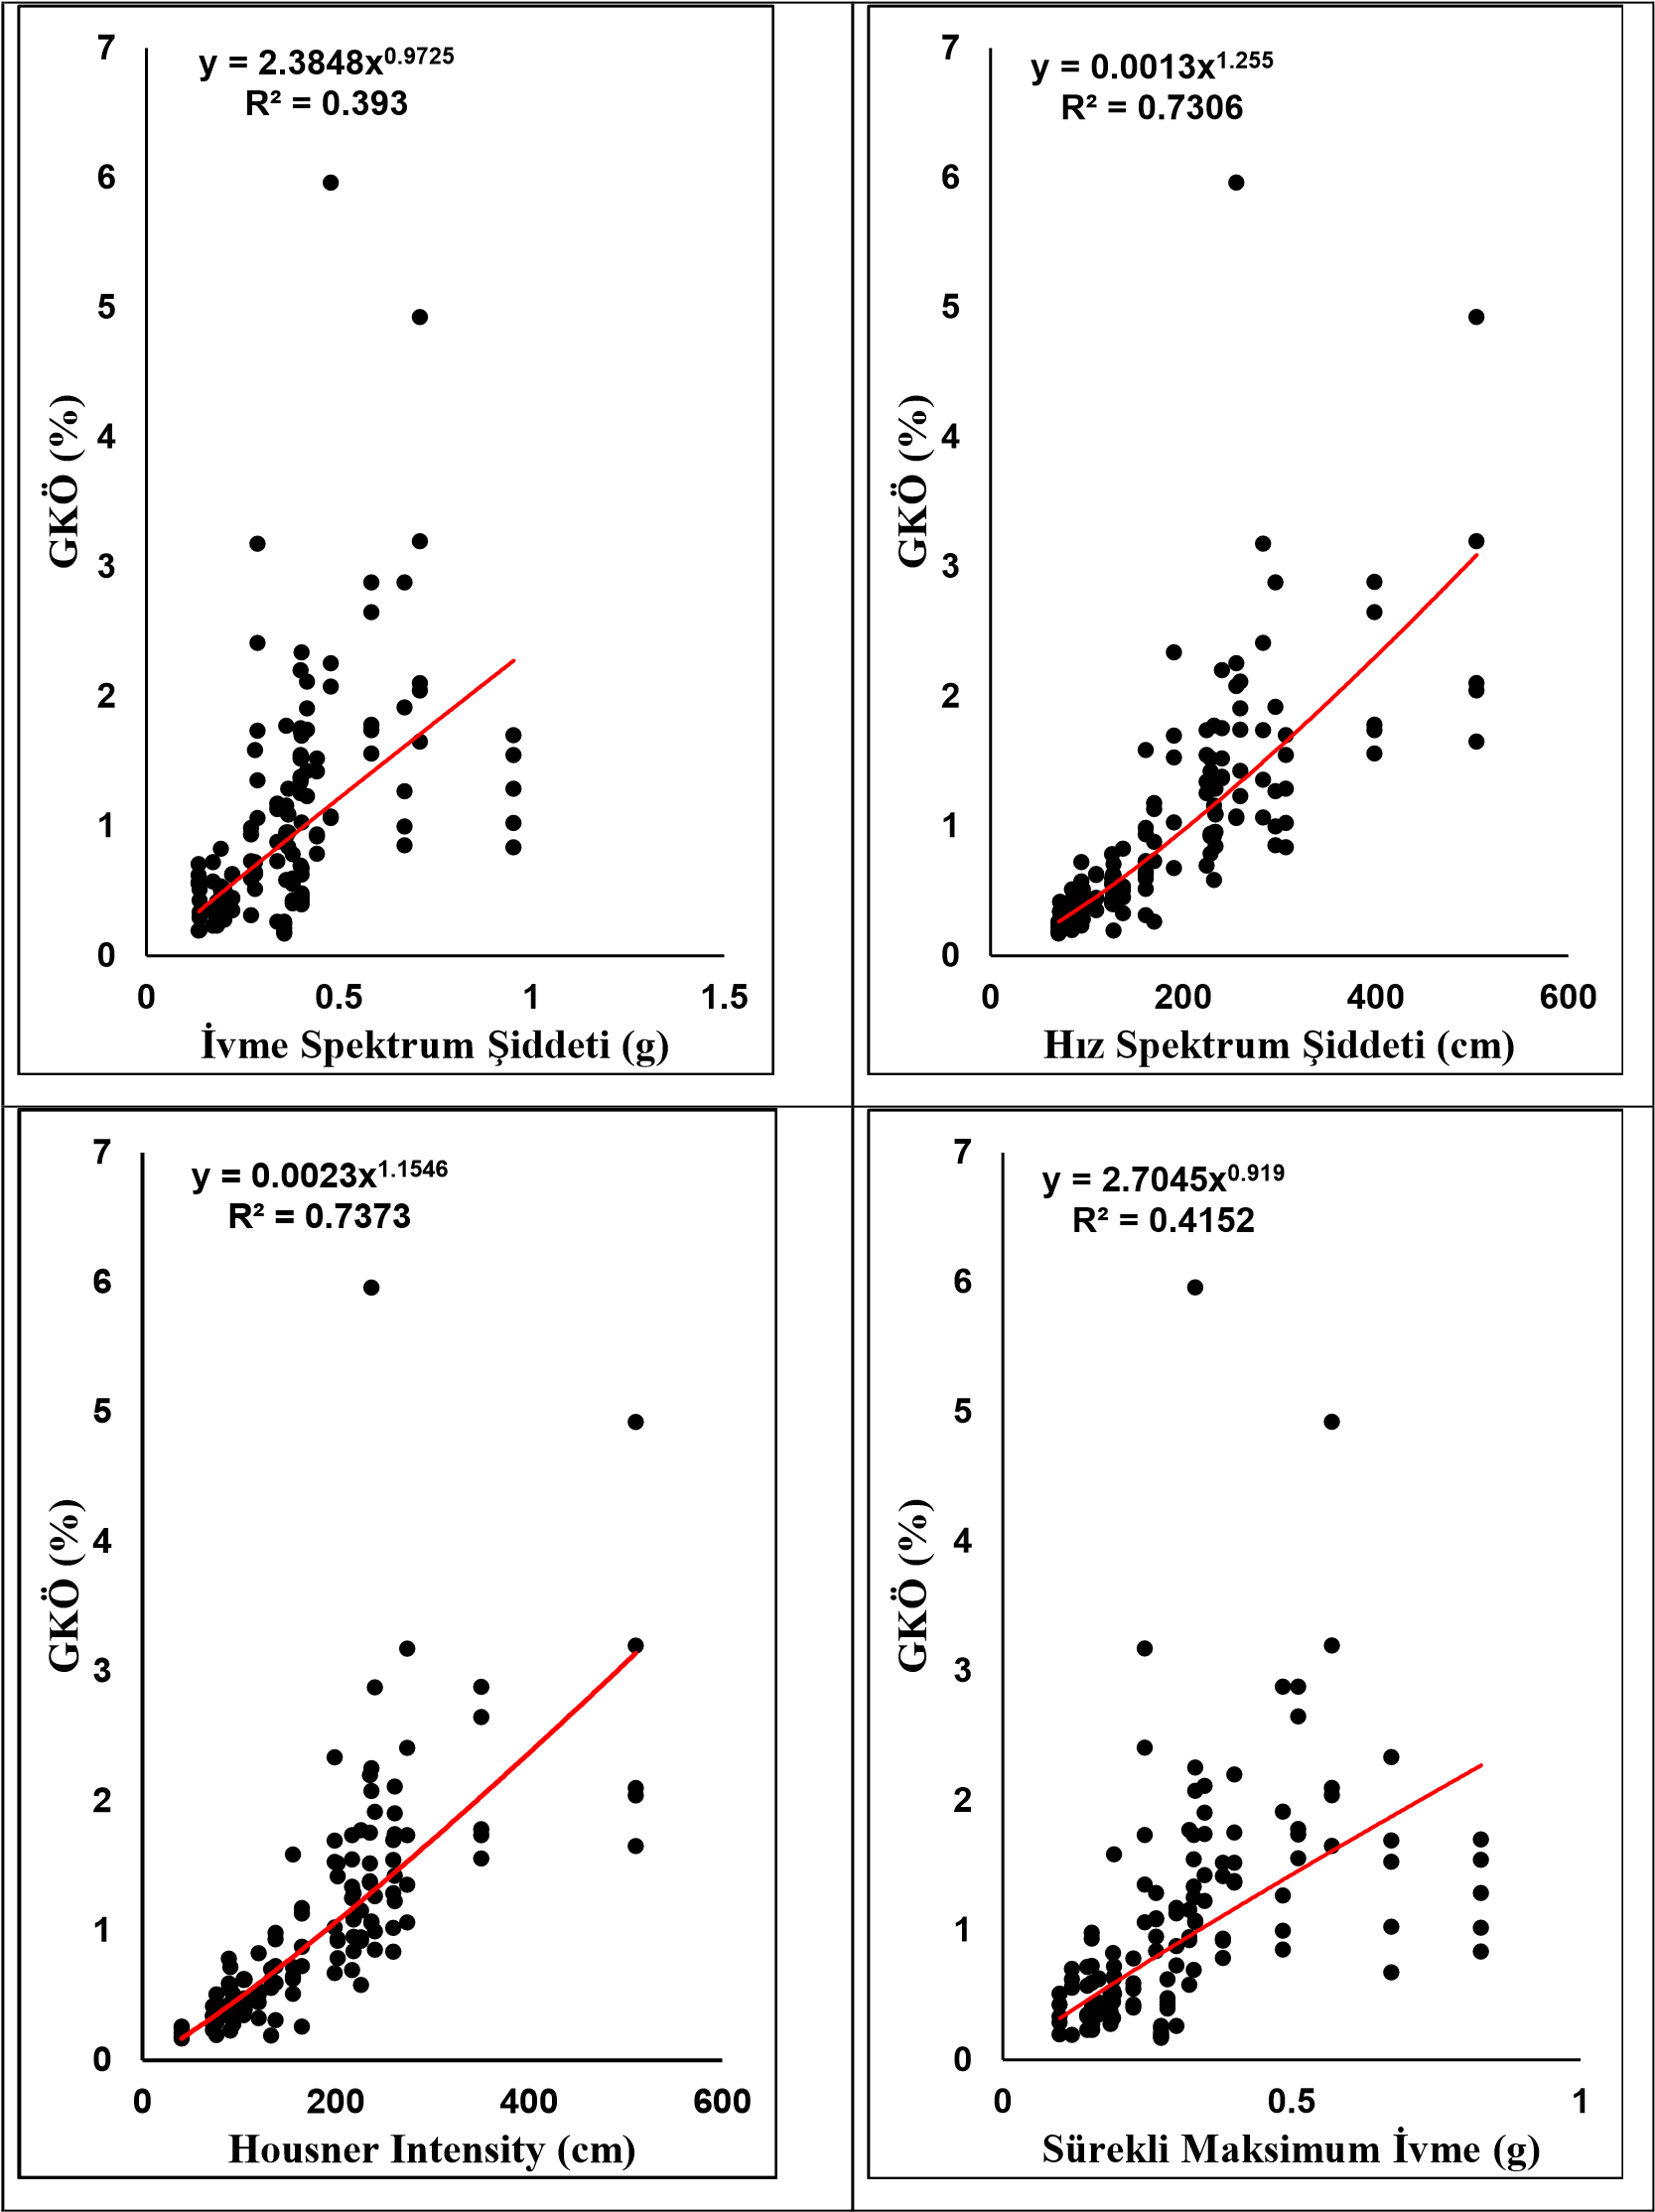 y = 2.3848x^0.9725
R² = 0.393
7
6
5
4
3
2
1
0
GKÖ (%)
0 0.5 1 1.5
İvme Spektrum Şiddeti (g)
y = 0.0013x^1.255
R² = 0.7306
7
6
5
4
3
2
1
0
GKÖ (%)
0 200 400 600
Hız Spektrum Şiddeti (cm)
y = 0.0023x^1.1546
R² = 0.7373
7
6
5
4
3
2
1
0
GKÖ (%)
0 200 400 600
Housner Intensity (cm)
y = 2.7045x^0.919
R² = 0.4152
7
6
5
4
3
2
1
0
GKÖ (%)
0 0.5 1
Sürekli Maksimum İvme (g)